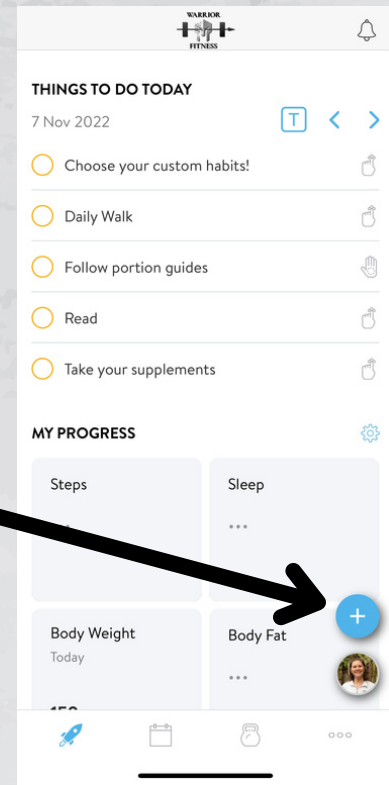 WARRIOR
FITNESS
THINGS TO DO TODAY
7 Nov 2022 T
Choose your custom habits!
Daily Walk
Follow portion guides
Read
Take your supplements
MY PROGRESS
Steps Sleep
... ...
Body Weight Body Fat
Today
...